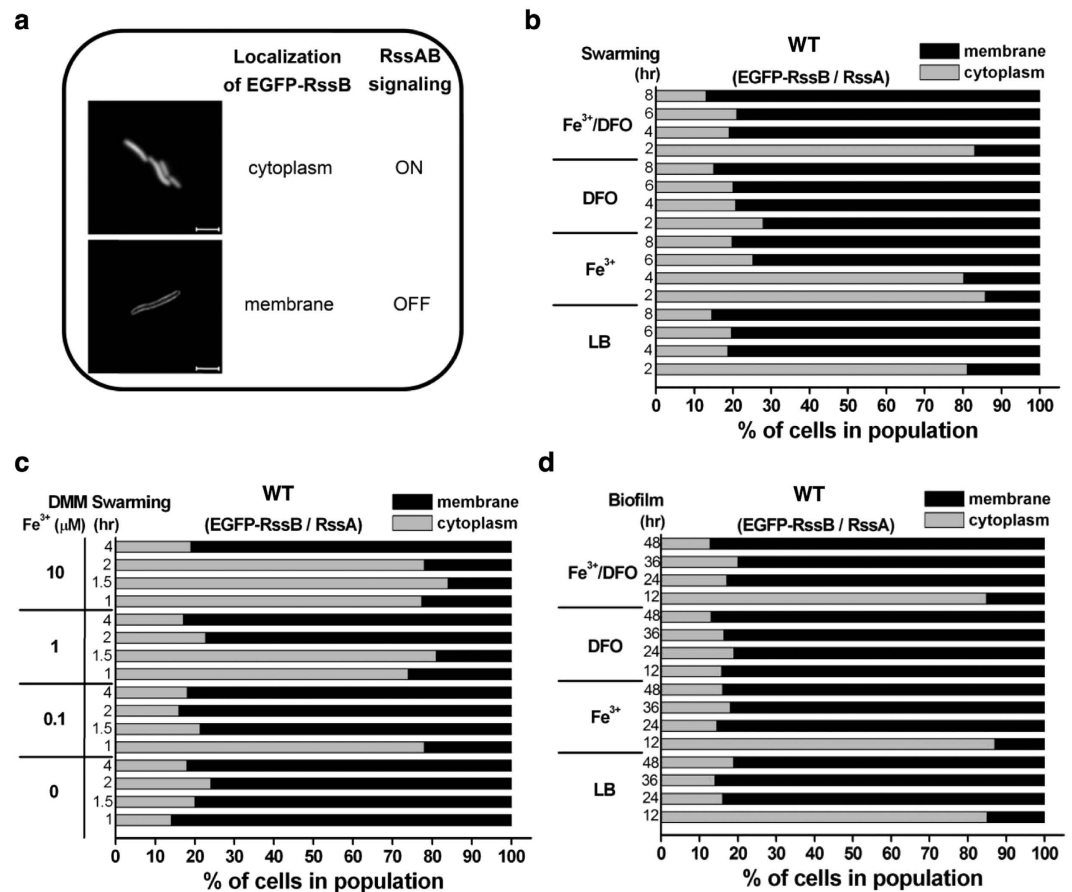 a
Localization RssAB
of EGFP-RssB signaling
cytoplasm ON
membrane OFF
b
Swarming WT membrane
(hr) (EGFP-RssB / RssA) cytoplasm
8
6
Fe³⁺/DFO
4
2
8
6
DFO
4
2
8
6
Fe³⁺
4
2
8
6
LB
4
2
0 10 20 30 40 50 60 70 80 90 100
% of cells in population
c
DMM Swarming WT membrane
Fe³⁺ (μM) (hr) (EGFP-RssB / RssA) cytoplasm
4
2
10
1.5
1
4
2
1
1.5
1
4
2
0.1
1.5
1
4
2
0
1.5
1
0 10 20 30 40 50 60 70 80 90 100
% of cells in population
d
Biofilm WT membrane
(hr) (EGFP-RssB / RssA) cytoplasm
48
36
Fe³⁺/DFO
24
12
48
36
DFO
24
12
48
36
Fe³⁺
24
12
48
36
LB
24
12
0 10 20 30 40 50 60 70 80 90 100
% of cells in population